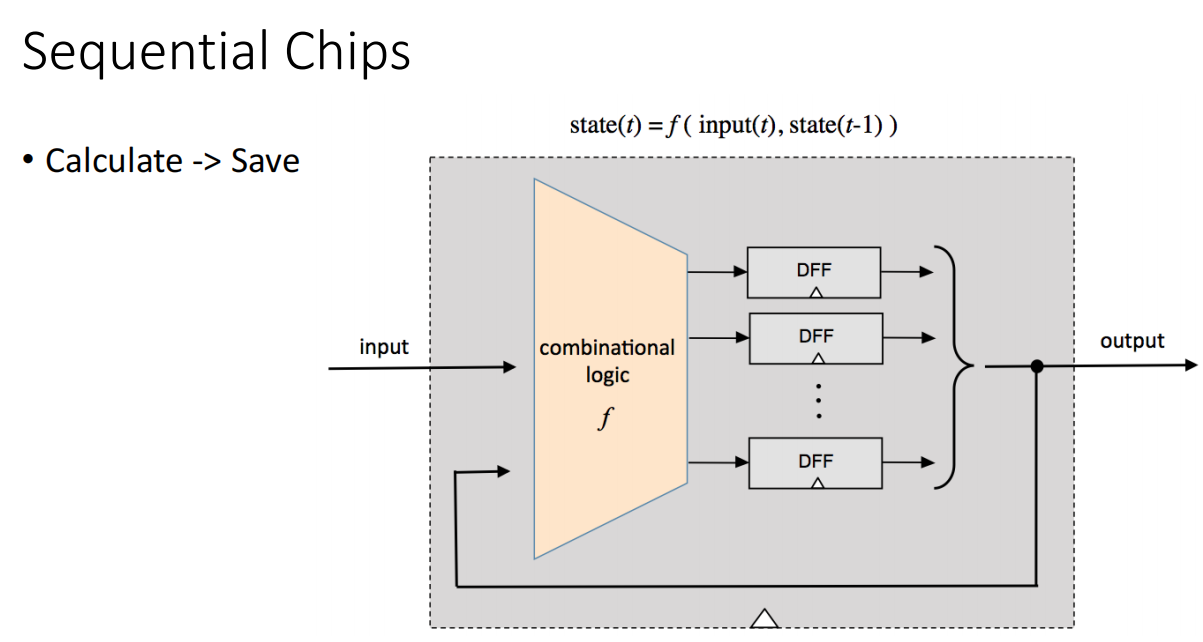 Sequential Chips
• Calculate -> Save
state(t) = f ( input(t), state(t-1) )
input
combinational
logic
f
DFF
DFF
DFF
output